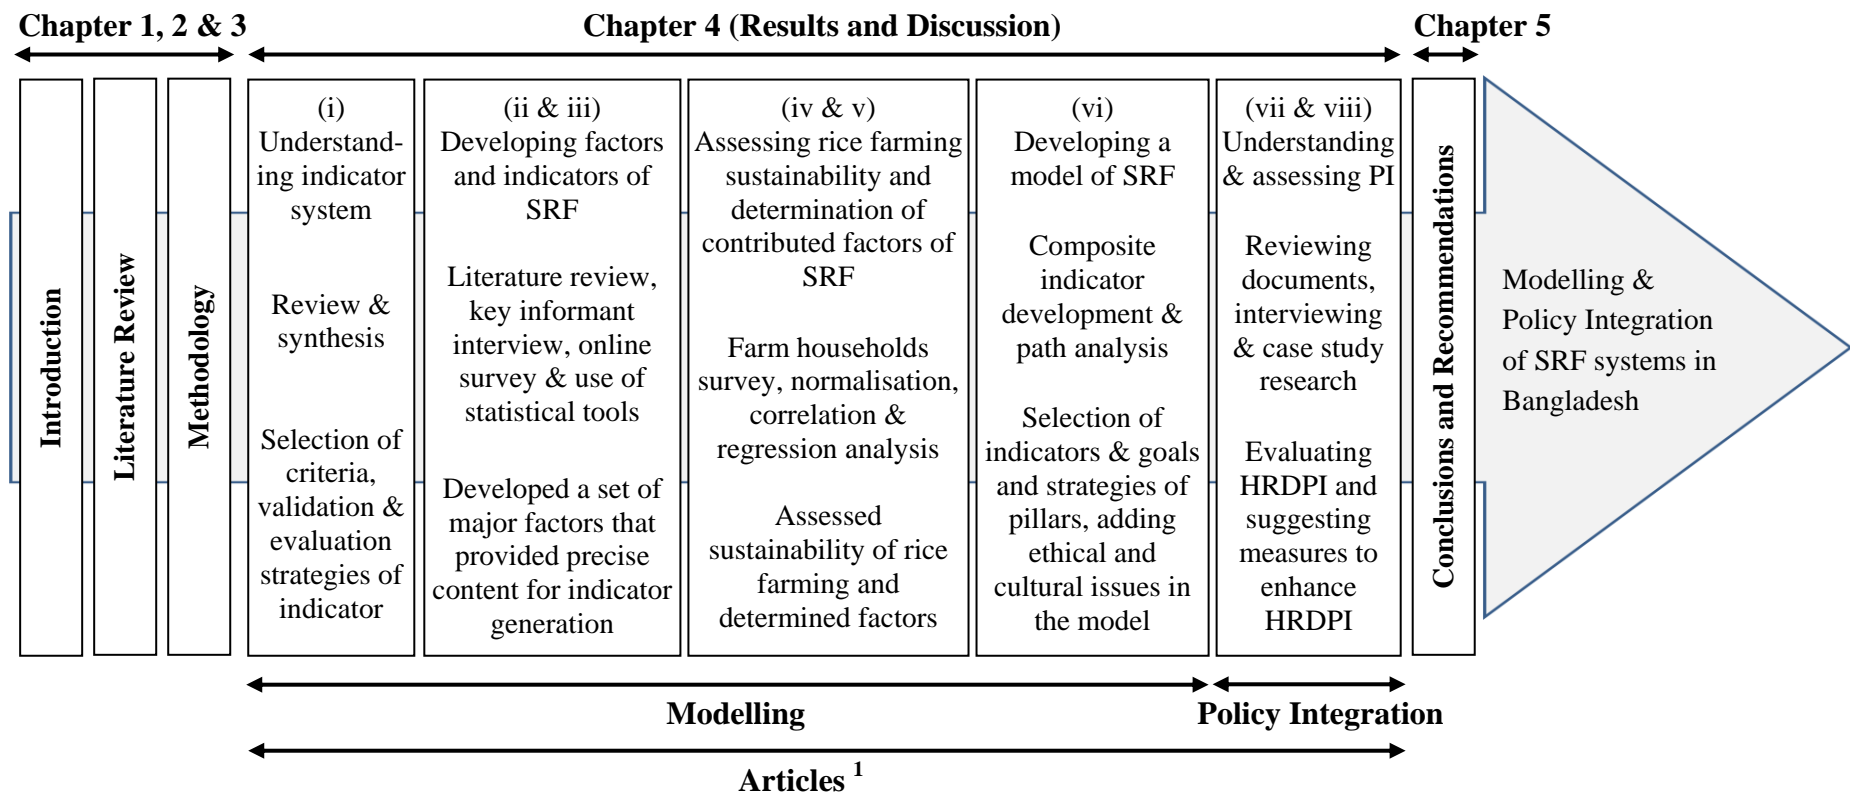 Chapter 1, 2 & 3
Chapter 4 (Results and Discussion)
Chapter 5
Introduction
Literature Review
Methodology
(i)
Understand-
ing indicator
system
Review &
synthesis
Selection of
criteria,
validation &
evaluation
strategies of
indicator
(ii & iii)
Developing factors
and indicators of
SRF
Literature review,
key informant
interview, online
survey & use of
statistical tools
Developed a set of
major factors that
provided precise
content for indicator
generation
(iv & v)
Assessing rice farming
sustainability and
determination of
contributed factors of
SRF
Farm households
survey, normalisation,
correlation &
regression analysis
Assessed
sustainability of rice
farming and
determined factors
(vi)
Developing a
model of SRF
Composite
indicator
development &
path analysis
Selection of
indicators & goals
and strategies of
pillars, adding
ethical and
cultural issues in
the model
(vii & viii)
Understanding
& assessing PI
Reviewing
documents,
interviewing
& case study
research
Evaluating
HRDPI and
suggesting
measures to
enhance
HRDPI
Conclusions and Recommendations
Modelling &
Policy Integration
of SRF systems in
Bangladesh
Modelling
Policy Integration
Articles 1